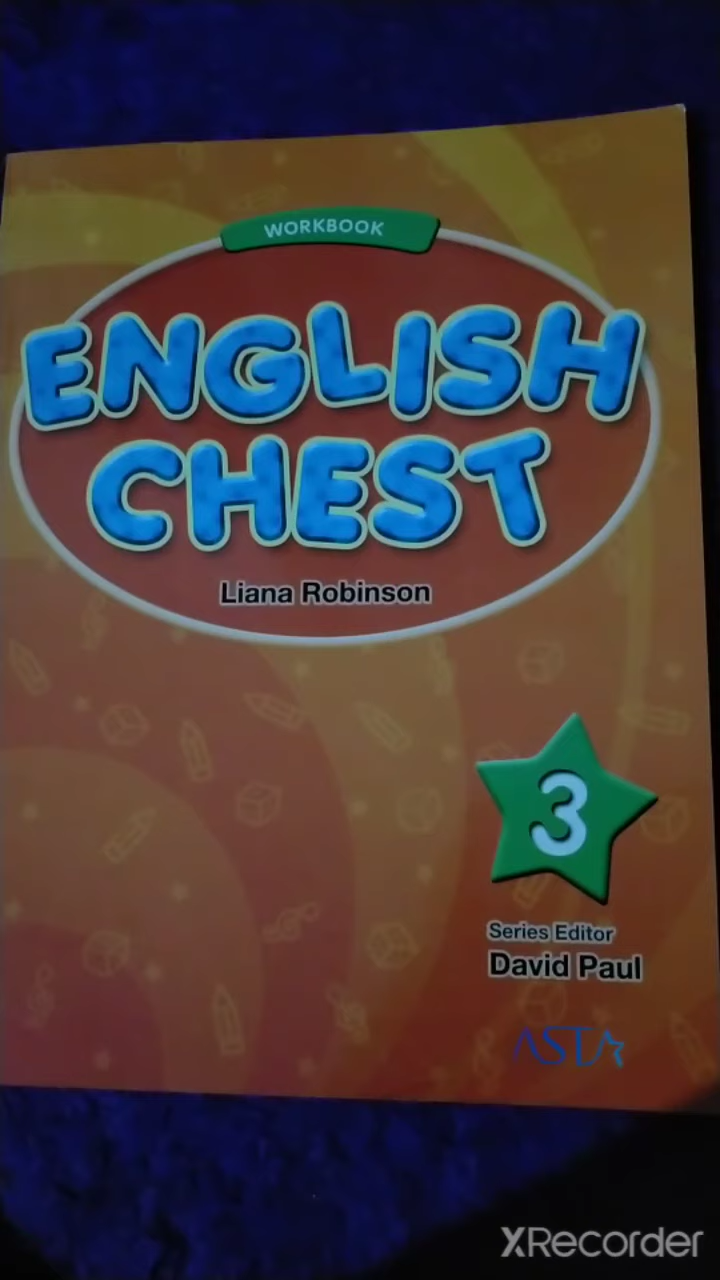 WORKBOOK
ENGLISH
CHEST
Liana Robinson
3
Series Editor
David Paul
ASTA
XRecorder